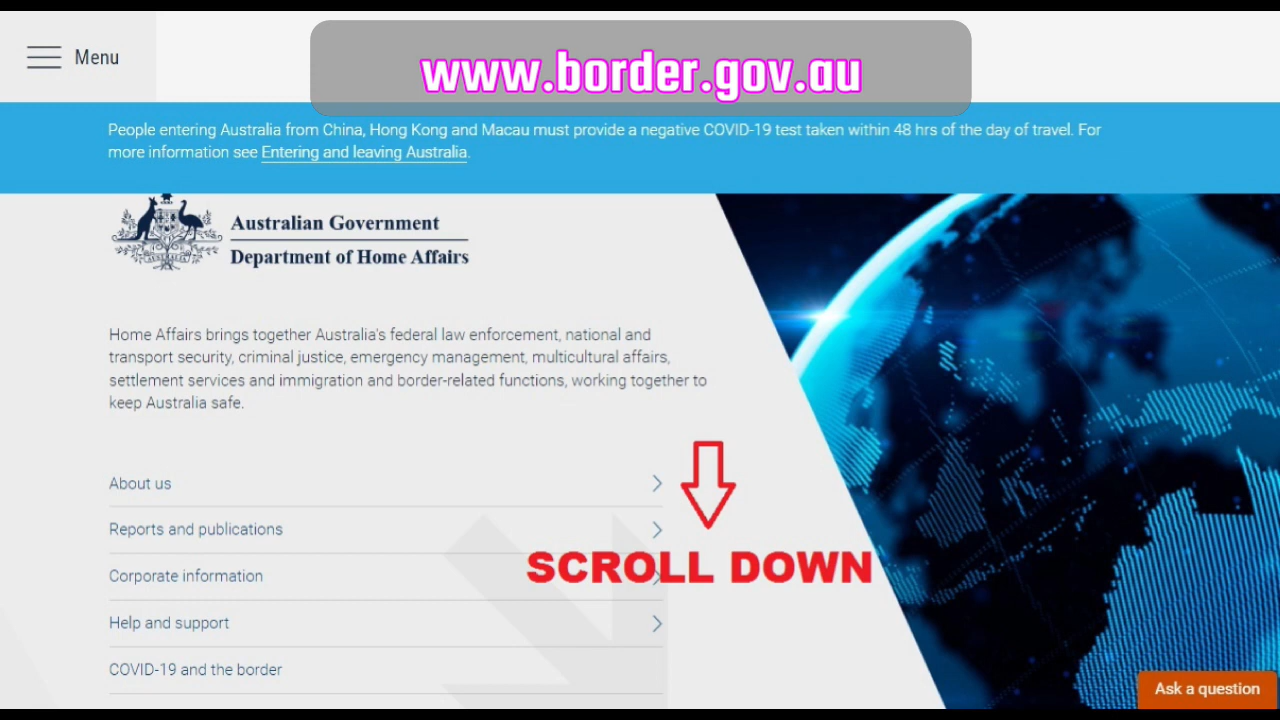 Menu
www.border.gov.au
People entering Australia from China, Hong Kong and Macau must provide a negative COVID-19 test taken within 48 hrs of the day of travel. For
more information see Entering and leaving Australia.
Australian Government
Department of Home Affairs
Home Affairs brings together Australia's federal law enforcement, national and
transport security, criminal justice, emergency management, multicultural affairs,
settlement services and immigration and border-related functions, working together to
keep Australia safe.
About us
Reports and publications
SCROLL DOWN
Corporate information
Help and support
COVID-19 and the border
Ask a question